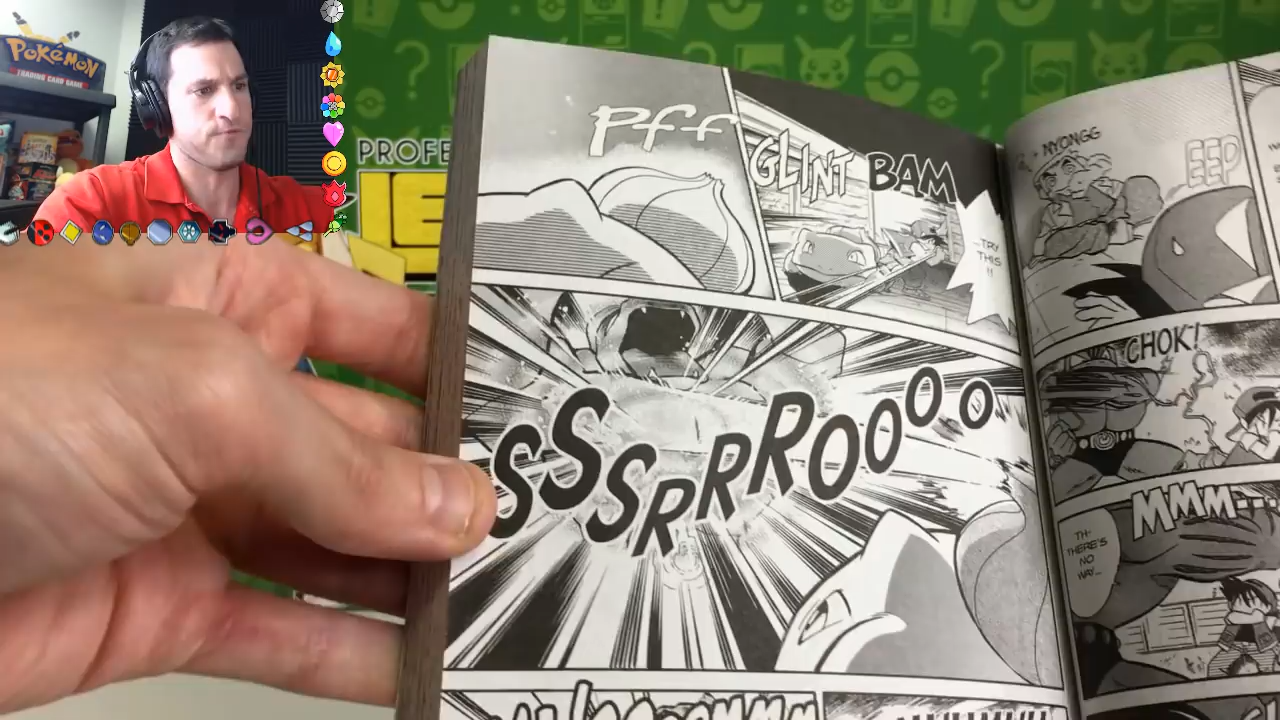 POKéMON
TRADING CARD GAME
PROFE
Pff
GLINT
BAM
TRY
THIS
!!
SSSRRROOOO
NYONGG
EEP
CHOK!
MMM---
TH-
THERE'S
NO
WAY...